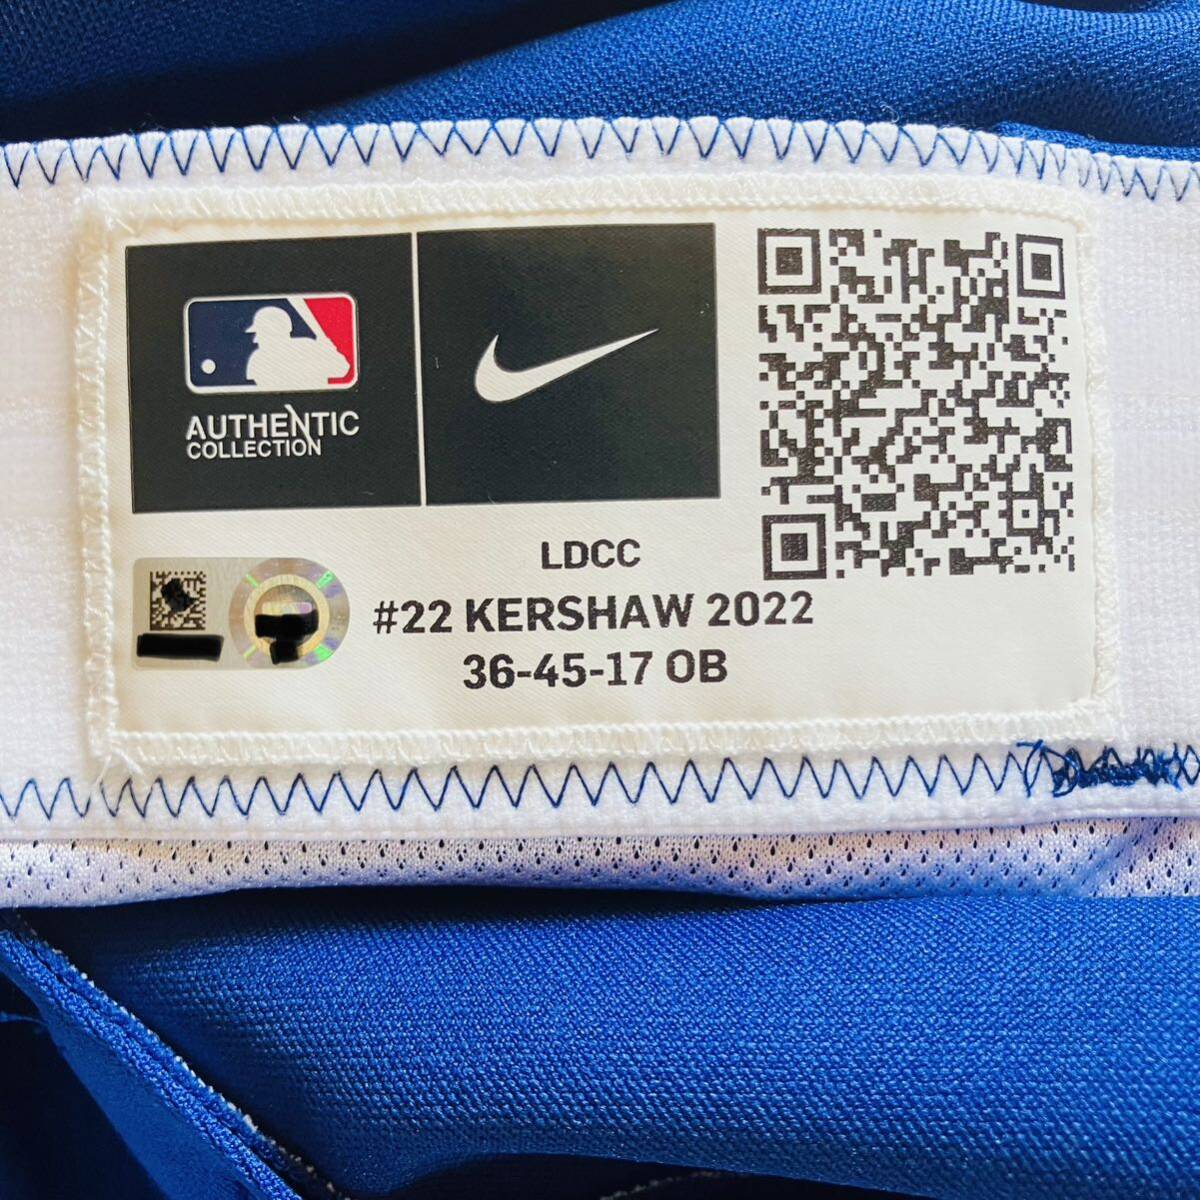 AUTHENTIC
COLLECTION
LDCC
#22 KERSHAW 2022
36-45-17 OB